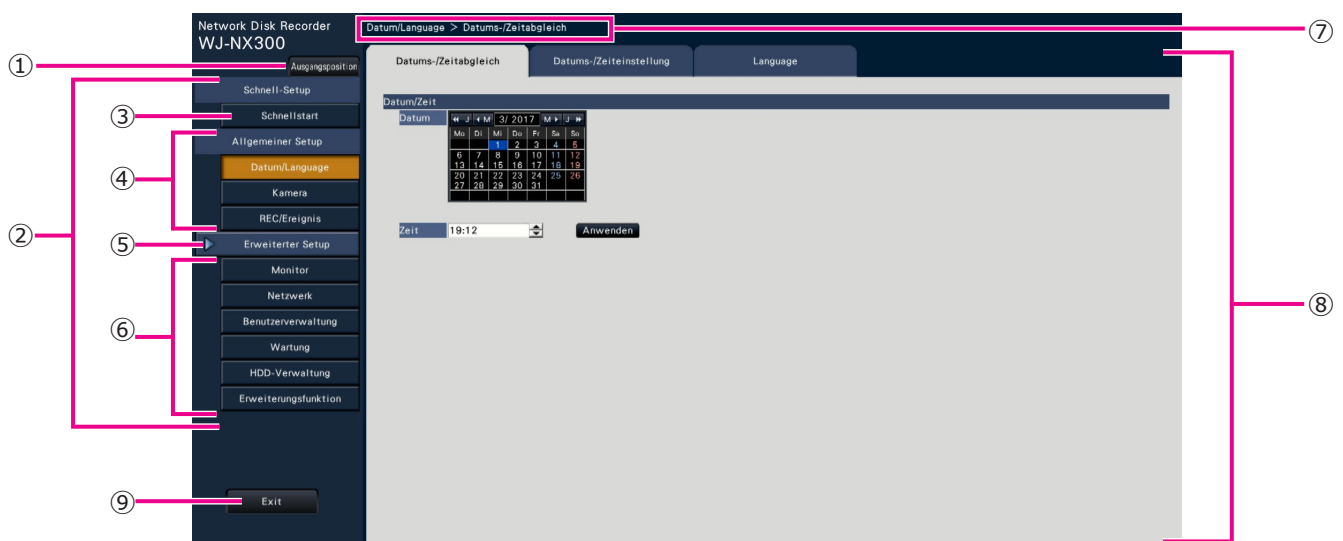 Network Disk Recorder
WJ-NX300
Datum/Language > Datums-/Zeitabgleich
⑦
①
Ausgangsposition
Datums-/Zeitabgleich
Datums-/Zeiteinstellung
Language
②
Schnell-Setup
③
Schnellstart
④
Allgemeiner Setup
Datum/Language
Kamera
REC/Ereignis
⑤
Erweiterter Setup
⑥
Monitor
Netzwerk
Benutzerverwaltung
Wartung
HDD-Verwaltung
Erweiterungsfunktion
⑨
Exit
Datum/Zeit
Datum
J M 3/ 2017 M J
Mo Di Mi Do Fr Sa So
1 2 3 4 5
6 7 8 9 10 11 12
13 14 15 16 17 18 19
20 21 22 23 24 25 26
27 28 29 30 31
Zeit 19:12 Anwenden
⑧